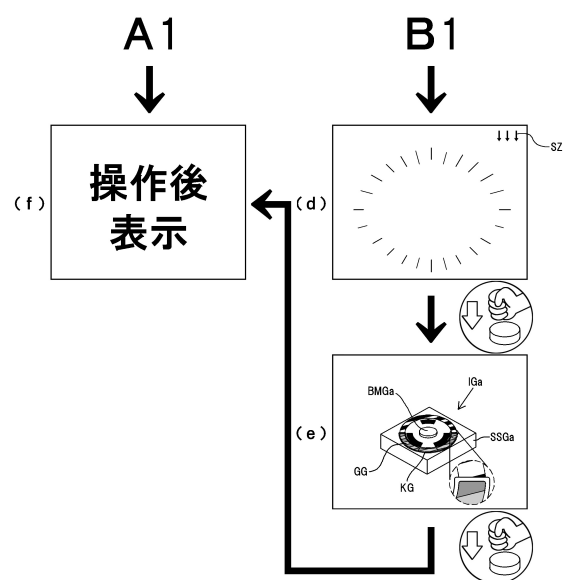 A1
B1
(f)
操作後
表示
(d)
SZ
(e)
BMGa
IGa
SSGa
GG
KG